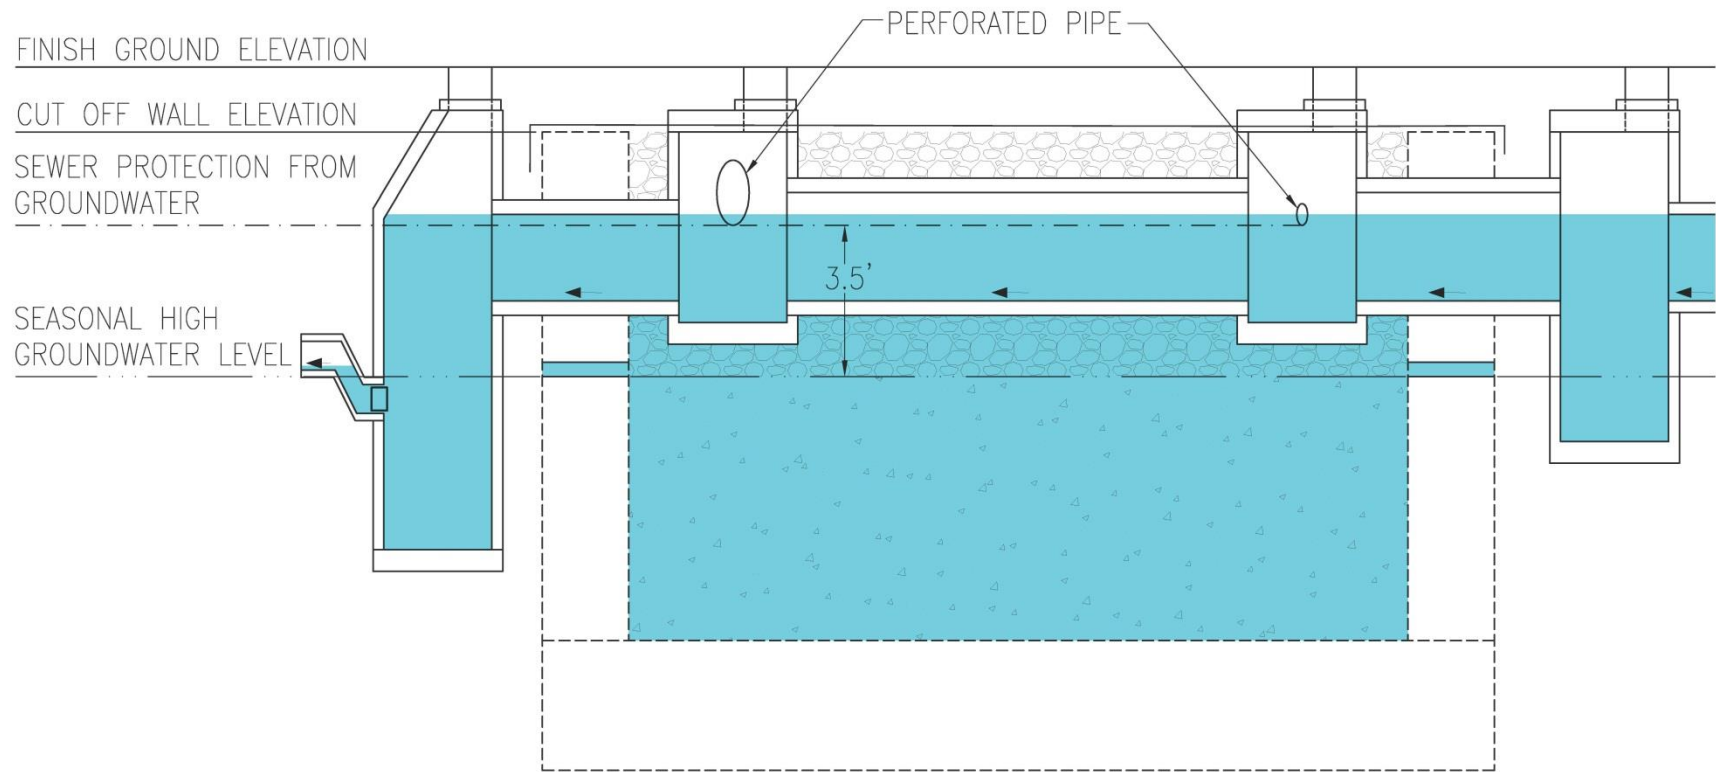 PERFORATED PIPE
FINISH GROUND ELEVATION
CUT OFF WALL ELEVATION
SEWER PROTECTION FROM
GROUNDWATER
3.5'
SEASONAL HIGH
GROUNDWATER LEVEL